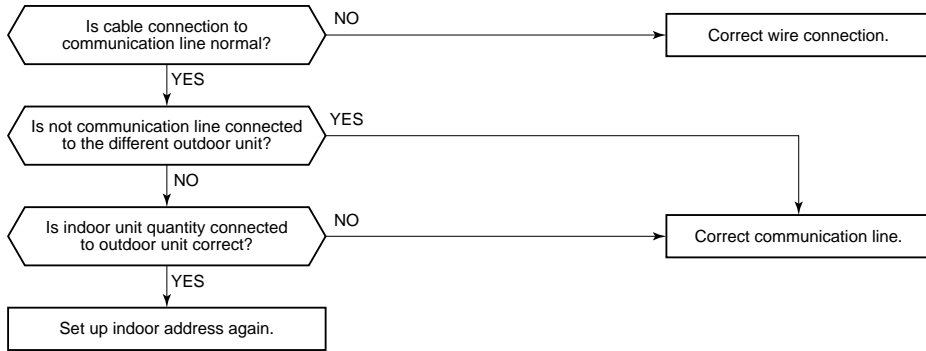 Is cable connection to
communication line normal?
NO
Correct wire connection.
YES
Is not communication line connected
to the different outdoor unit?
YES
NO
Is indoor unit quantity connected
to outdoor unit correct?
NO
Correct communication line.
YES
Set up indoor address again.